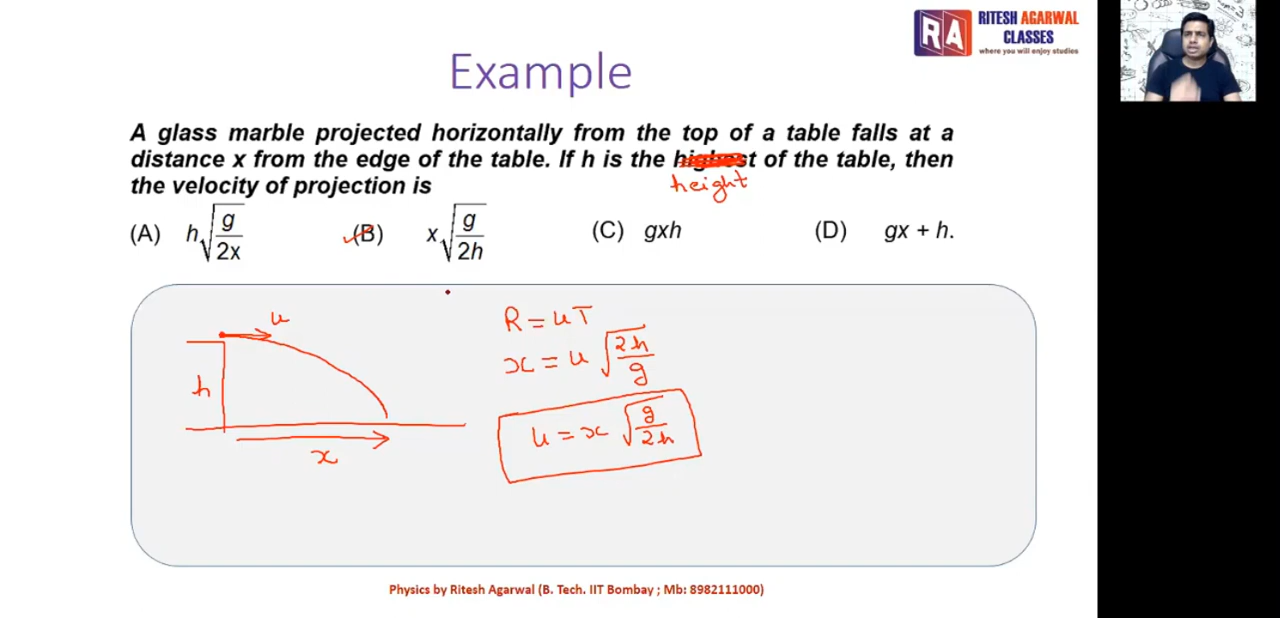 RA
RITESH AGARWAL
CLASSES
where you will enjoy studies
Example
A glass marble projected horizontally from the top of a table falls at a
distance x from the edge of the table. If h is the highest of the table, then
height
the velocity of projection is
(A) h√(g/2x) (B) x√(g/2h) (C) gxh (D) gx + h.
u
h
x
R = uT
x = u √(2h/g)
u = x √(g/2h)
Physics by Ritesh Agarwal (B. Tech. IIT Bombay ; Mb: 8982111000)